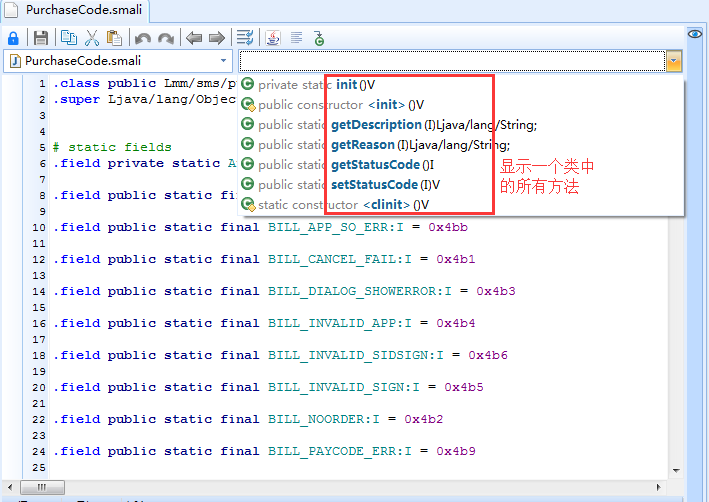 PurchaseCode.smali
PurchaseCode.smali
1 .class public Lmm/sms/p
2 .super Ljava/lang/Objec
3
4
5 # static fields
6 .field private static A
7
8 .field public static fi
9
10 .field public static final BILL_APP_SO_ERR:I = 0x4bb
11
12 .field public static final BILL_CANCEL_FAIL:I = 0x4b1
13
14 .field public static final BILL_DIALOG_SHOWERROR:I = 0x4b3
15
16 .field public static final BILL_INVALID_APP:I = 0x4b4
17
18 .field public static final BILL_INVALID_SIDSIGN:I = 0x4b6
19
20 .field public static final BILL_INVALID_SIGN:I = 0x4b5
21
22 .field public static final BILL_NOORDER:I = 0x4b2
23
24 .field public static final BILL_PAYCODE_ERR:I = 0x4b9
25
private static init()V
public constructor <init>()V
public static getDescription(I)Ljava/lang/String;
public static getReason(I)Ljava/lang/String;
public static getStatusCode()I
public static setStatusCode(I)V
static constructor <clinit>()V
显示一个类中
的所有方法